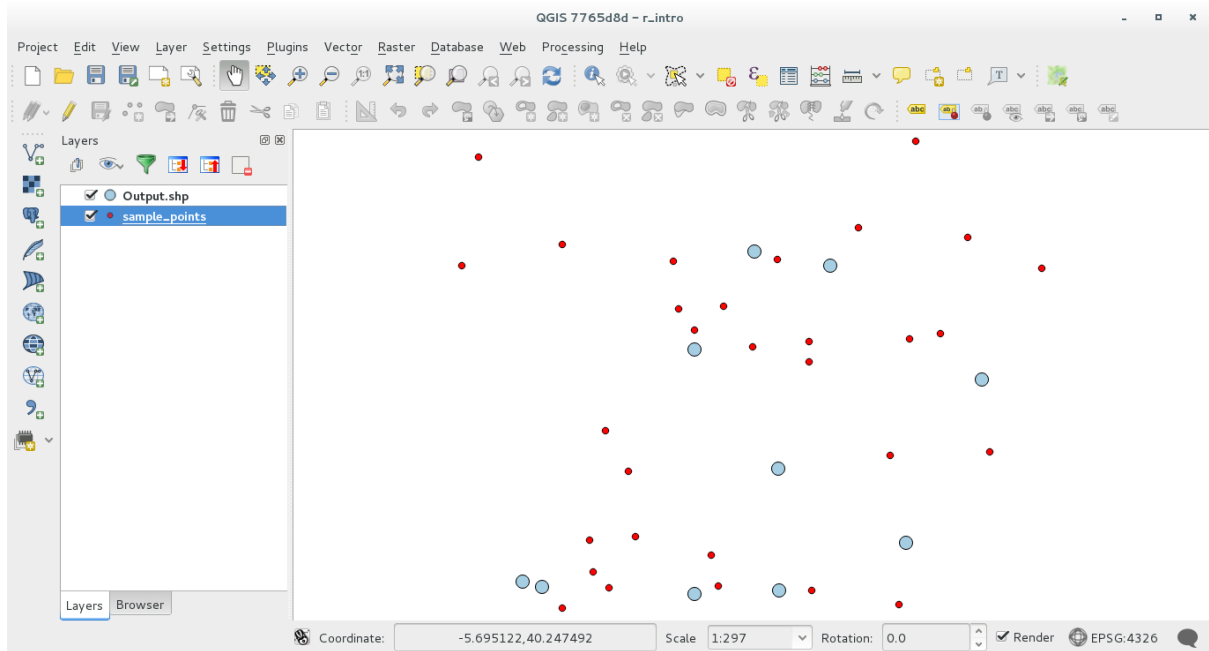 QGIS 7765d8d - r_intro
Project Edit View Layer Settings Plugins Vector Raster Database Web Processing Help
Layers
Output.shp
sample_points
Layers Browser
Coordinate: -5.695122,40.247492 Scale 1:297 Rotation: 0.0 Render EPSG:4326